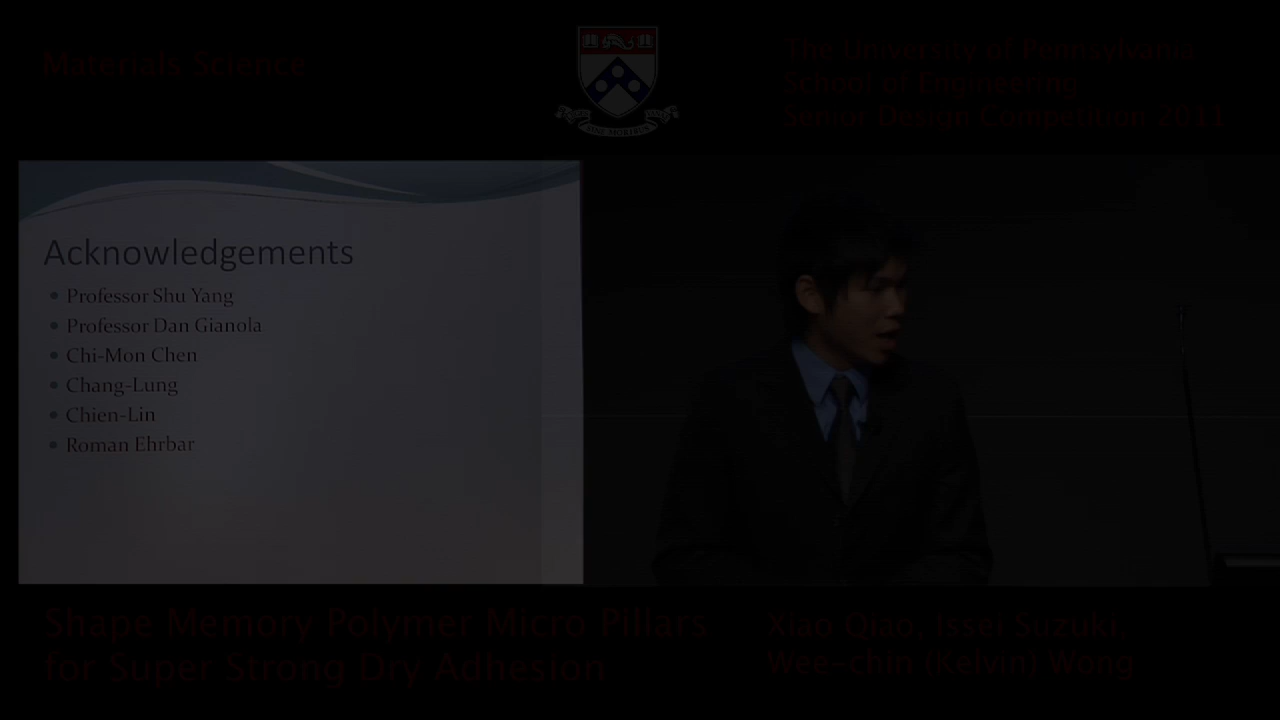 Materials Science
The University of Pennsylvania
School of Engineering
Senior Design Competition 2011
Acknowledgements
Professor Shu Yang
Professor Dan Gianola
Chi-Mon Chen
Chang-Lung
Chien-Lin
Roman Ehrbar
Shape Memory Polymer Micro Pillars
for Super Strong Dry Adhesion
Xiao Qiao, Issei Suzuki,
Wee-chin (Kelvin) Wong